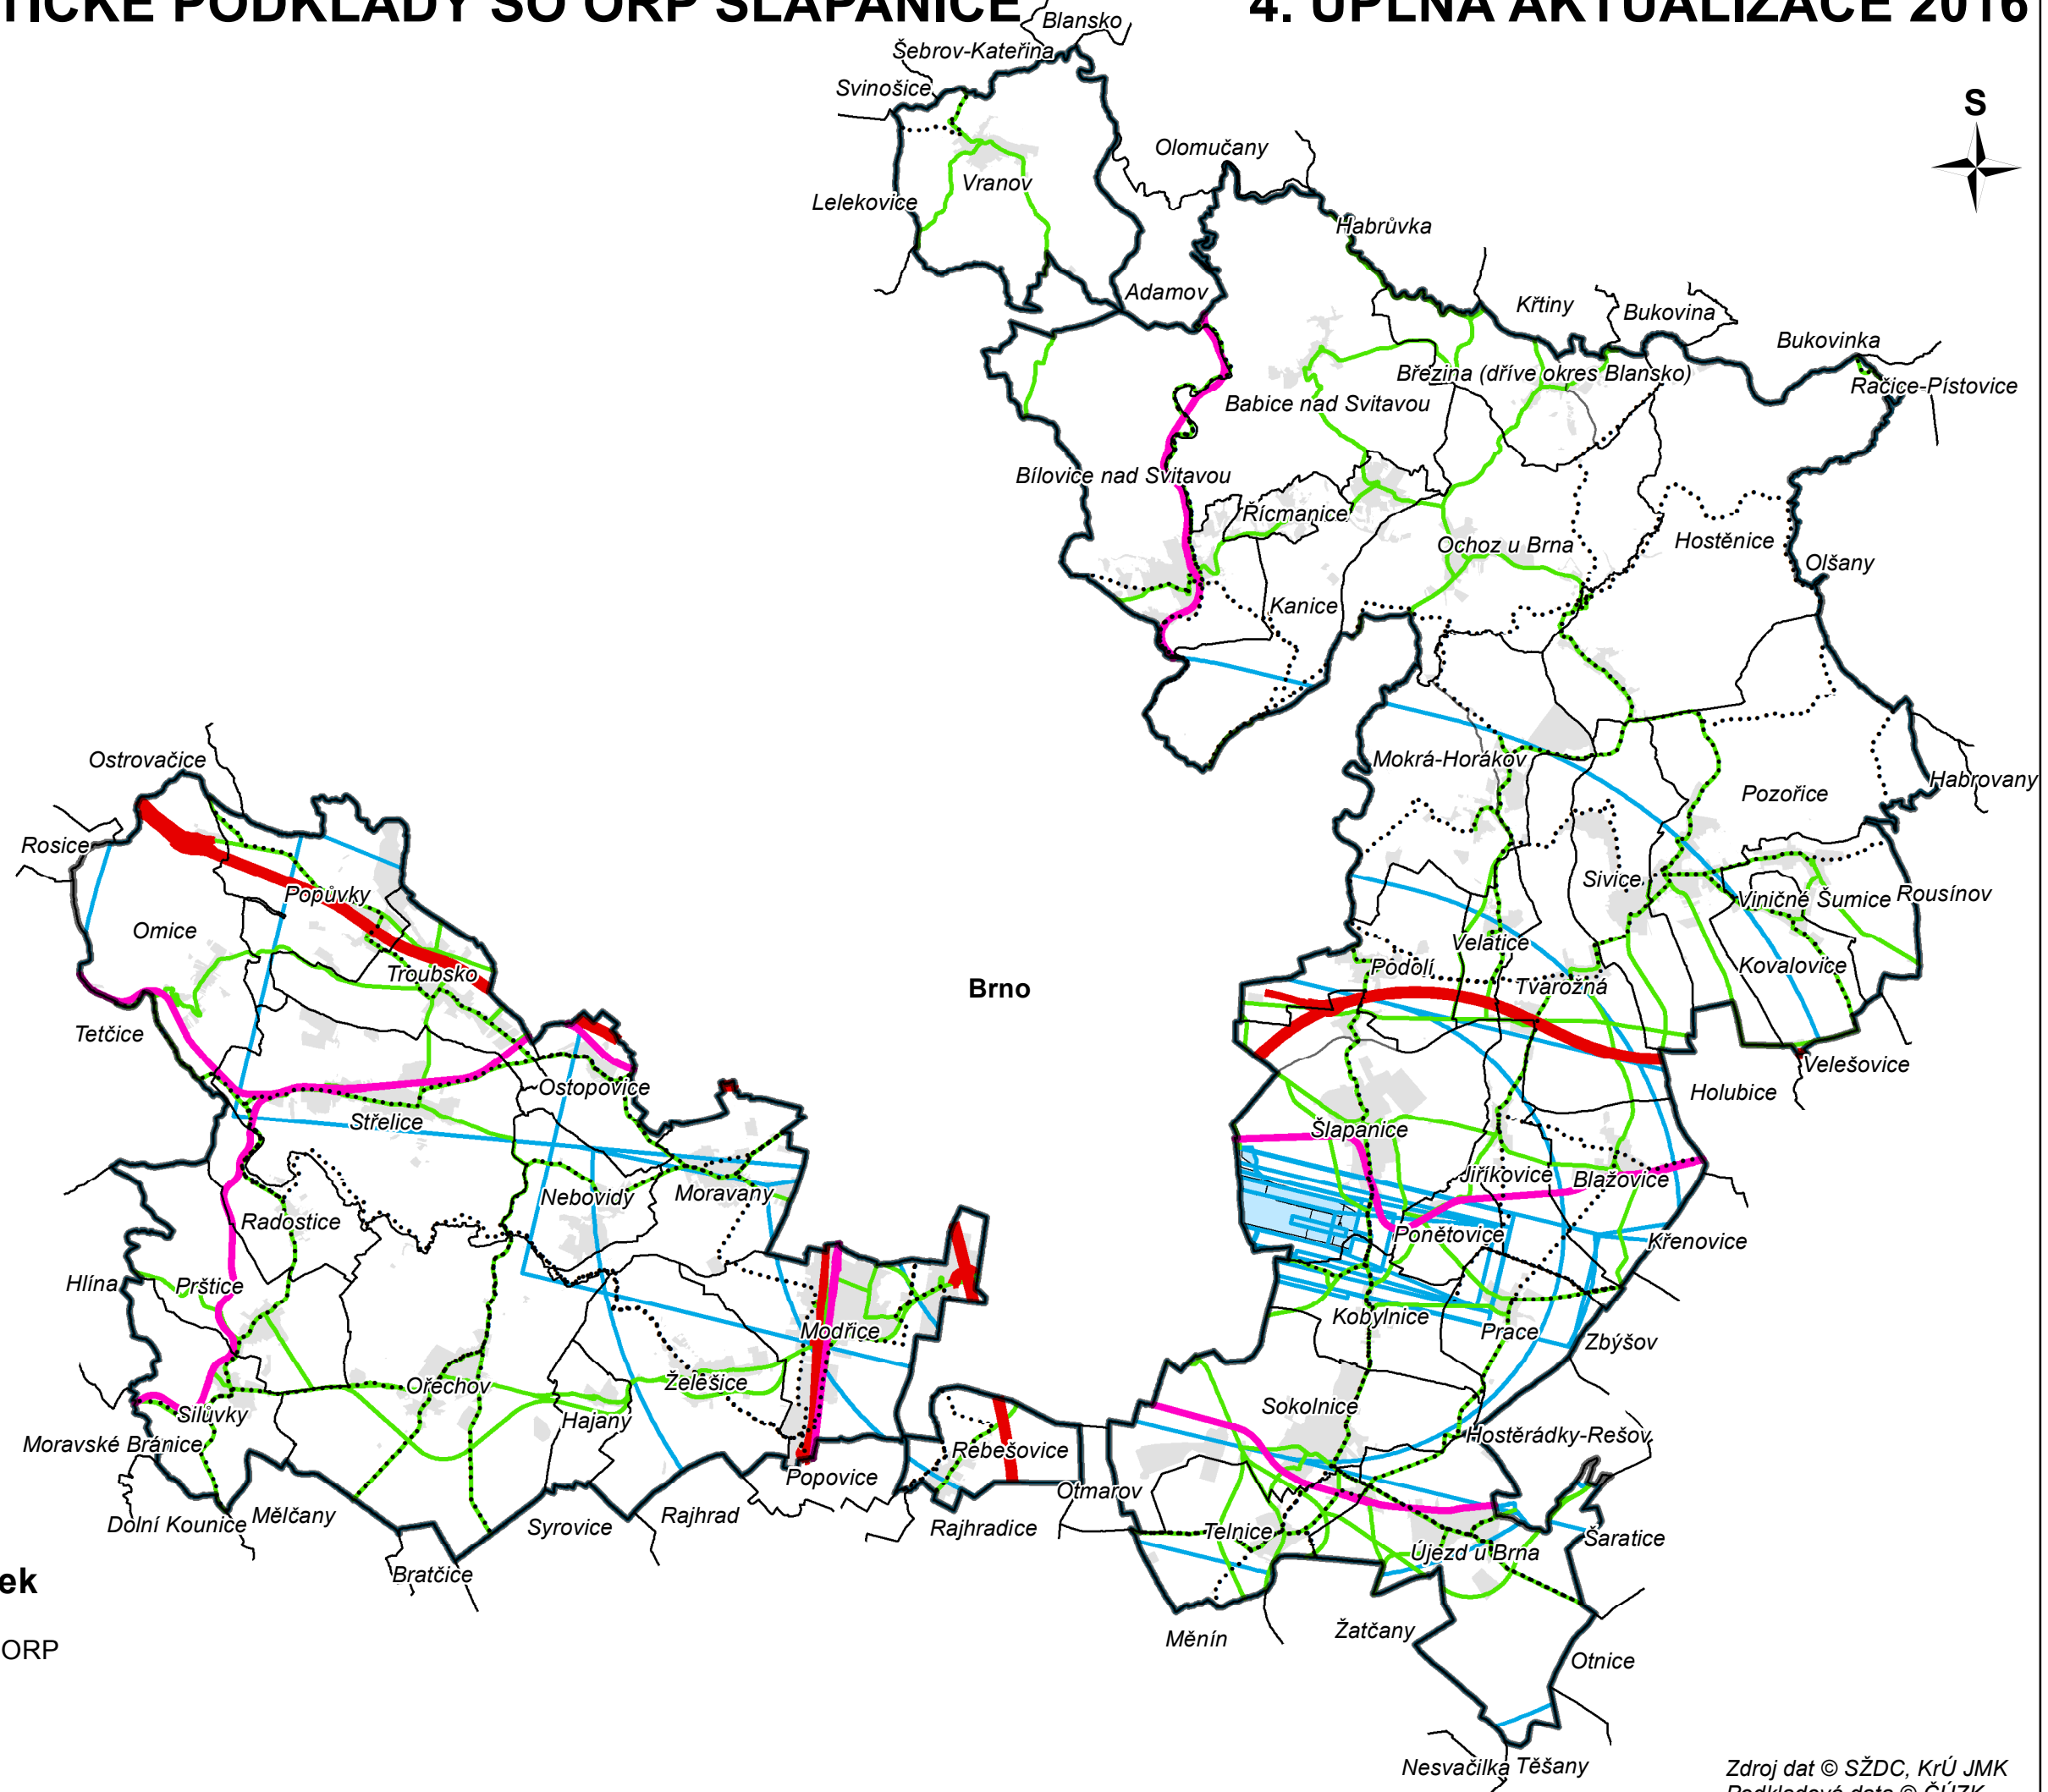 TICKÉ PODKLADY SO ORP ŠLAPANICE
4. ÚPLNÁ AKTUALIZACE 2016
Blansko
Šebrov-Kateřina
Svinošice
S
Olomučany
Vranov
Lelekovice
Habrůvka
Adamov
Křtiny
Bukovina
Bukovinka
Březina (dříve okres Blansko)
Račice-Pístovice
Babice nad Svitavou
Bílovice nad Svitavou
Řícmanice
Ochoz u Brna
Hostěnice
Olšany
Kanice
Ostrovačice
Mokrá-Horákov
Habrovany
Pozořice
Rosice
Popůvky
Sivice
Viničné Šumice
Rousínov
Omice
Velatice
Troubsko
Podolí
Kovalovice
Brno
Tvarožná
Tetčice
Velešovice
Ostopovice
Holubice
Střelice
Šlapanice
Jiříkovice
Blažovice
Nebovidy
Moravany
Radostice
Ponětovice
Křenovice
Hlína
Prštice
Kobylnice
Modřice
Prace
Zbýšov
Ořechov
Želešice
Sokolnice
Silůvky
Hajany
Hostěrádky-Rešov
Moravské Bránice
Rebešovice
Popovice
Otmarov
Dolní Kounice
Mělčany
Syrovice
Rajhrad
Rajhradice
Telnice
Šaratice
Újezd u Brna
Bratčice
ek
Žatčany
Měnín
ORP
Otnice
Nesvačilka
Těšany
Zdroj dat © SŽDC, KrÚ JMK
Podkladová data © ČÚZK